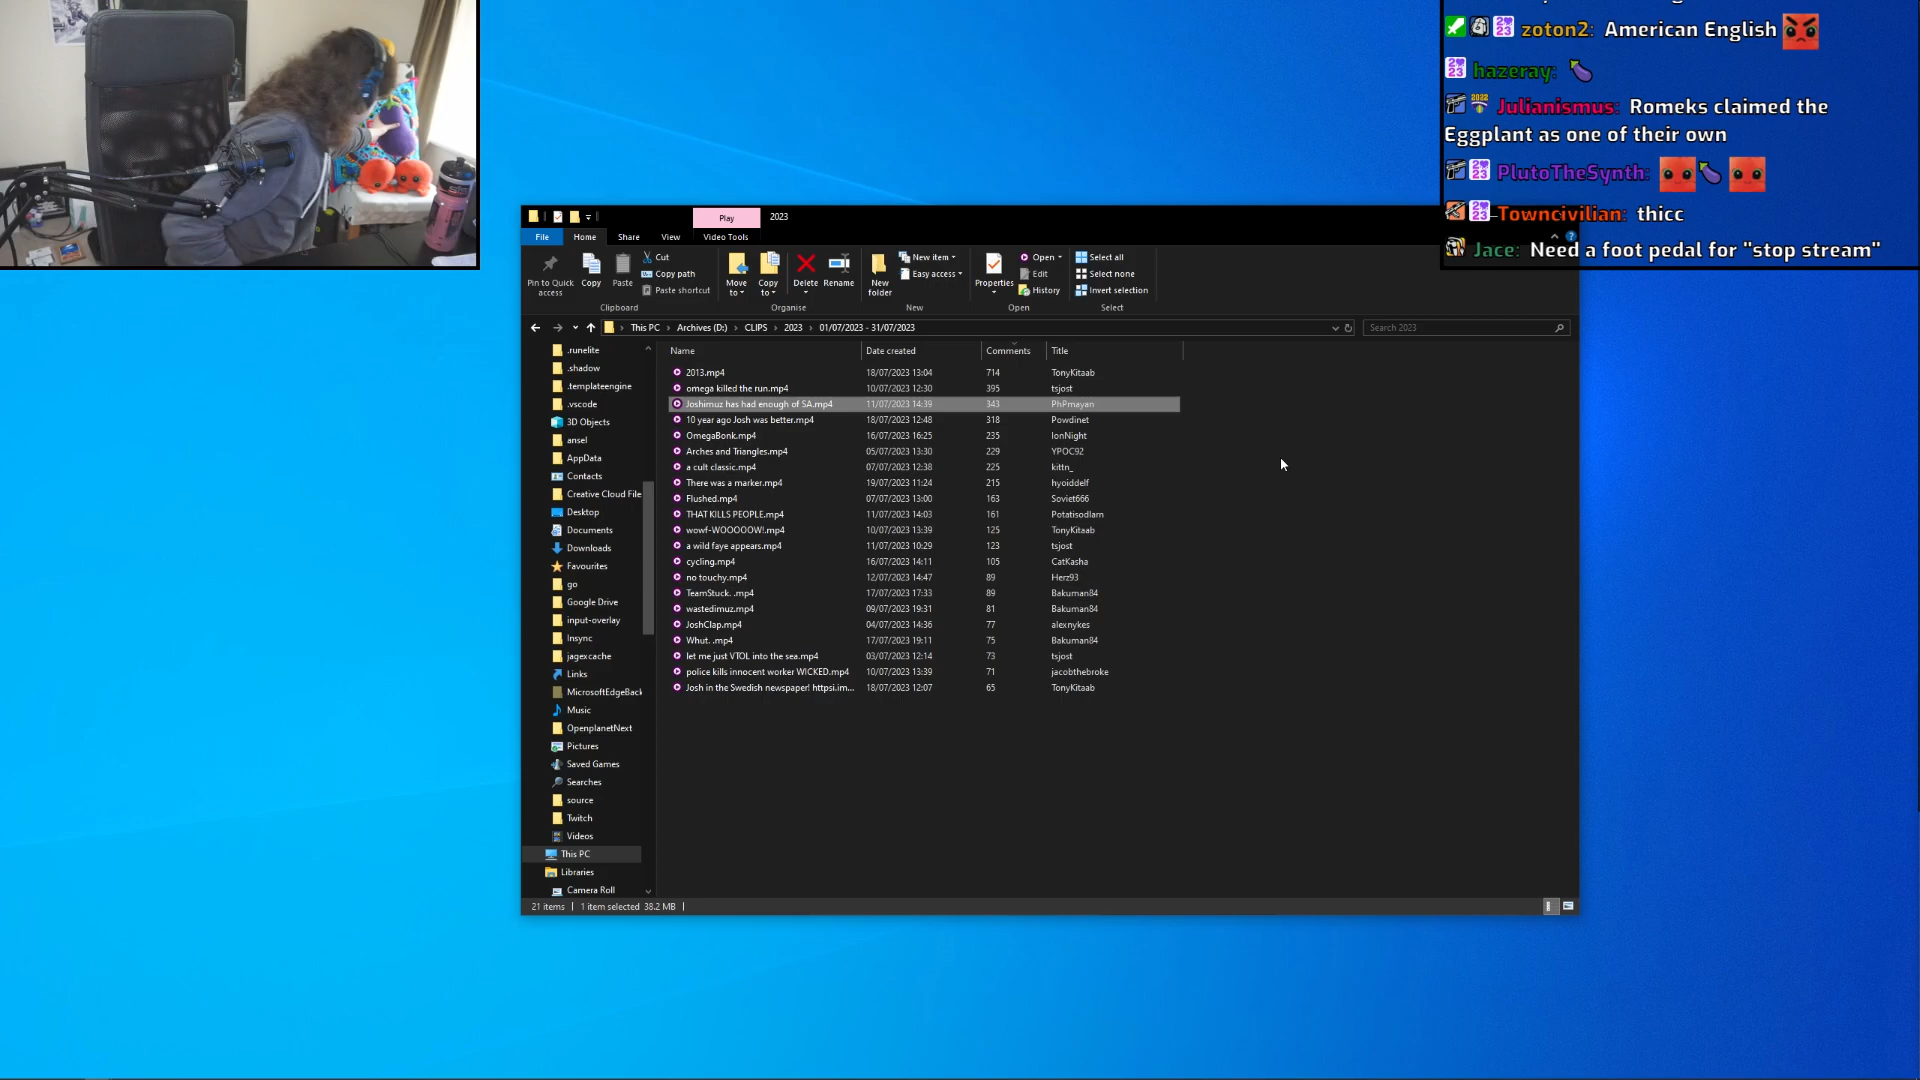 zoton2: American English
hazeray:
Julianismus: Romeks claimed the
Eggplant as one of their own
PlutoTheSynth:
Towncivilian: thicc
Jace: Need a foot pedal for "stop stream"
Play
2023
File
Home
Share
View
Video Tools
Pin to Quick
access
Copy
Paste
Cut
Copy path
Paste shortcut
Move
to
Copy
to
Delete
Rename
New
folder
New item
Easy access
Properties
Open
Edit
History
Select all
Select none
Invert selection
Clipboard
Organise
New
Open
Select
This PC > Archives (D:) > CLIPS > 2023 > 01/07/2023 - 31/07/2023
Search 2023
Name Date created Comments Title
2013.mp4 18/07/2023 13:04 714 TonyKitaab
omega killed the run.mp4 10/07/2023 12:30 395 tsjost
Joshimuz has had enough of SA.mp4 11/07/2023 14:39 343 PhPmayan
10 year ago Josh was better.mp4 18/07/2023 12:48 318 Powdinet
OmegaBonk.mp4 16/07/2023 16:25 235 IonNight
Arches and Triangles.mp4 05/07/2023 13:30 229 YPOC92
a cult classic.mp4 07/07/2023 12:38 225 kittn_
There was a marker.mp4 19/07/2023 11:24 215 hyoiddelf
Flushed.mp4 07/07/2023 13:00 163 Soviet666
THAT KILLS PEOPLE.mp4 11/07/2023 14:03 161 Potatisodlarn
wowf-WOOOOOW!.mp4 10/07/2023 13:39 125 TonyKitaab
a wild faye appears.mp4 11/07/2023 10:29 123 tsjost
cycling.mp4 16/07/2023 14:11 105 CatKasha
no touchy.mp4 12/07/2023 14:47 89 Herz93
TeamStuck. .mp4 17/07/2023 17:33 89 Bakuman84
wastedimuz.mp4 09/07/2023 19:31 81 Bakuman84
JoshClap.mp4 04/07/2023 14:36 77 alexnykes
Whut. .mp4 17/07/2023 19:11 75 Bakuman84
let me just VTOL into the sea.mp4 03/07/2023 12:14 73 tsjost
police kills innocent worker WICKED.mp4 10/07/2023 13:39 71 jacobthebroke
Josh in the Swedish newspaper! httpsi.im... 18/07/2023 12:07 65 TonyKitaab
.runelite
.shadow
.templateengine
.vscode
3D Objects
ansel
AppData
Contacts
Creative Cloud File
Desktop
Documents
Downloads
Favourites
go
Google Drive
input-overlay
Insync
jagexcache
Links
MicrosoftEdgeBack
Music
OpenplanetNext
Pictures
Saved Games
Searches
source
Twitch
Videos
This PC
Libraries
Camera Roll
21 items
1 item selected 38.2 MB